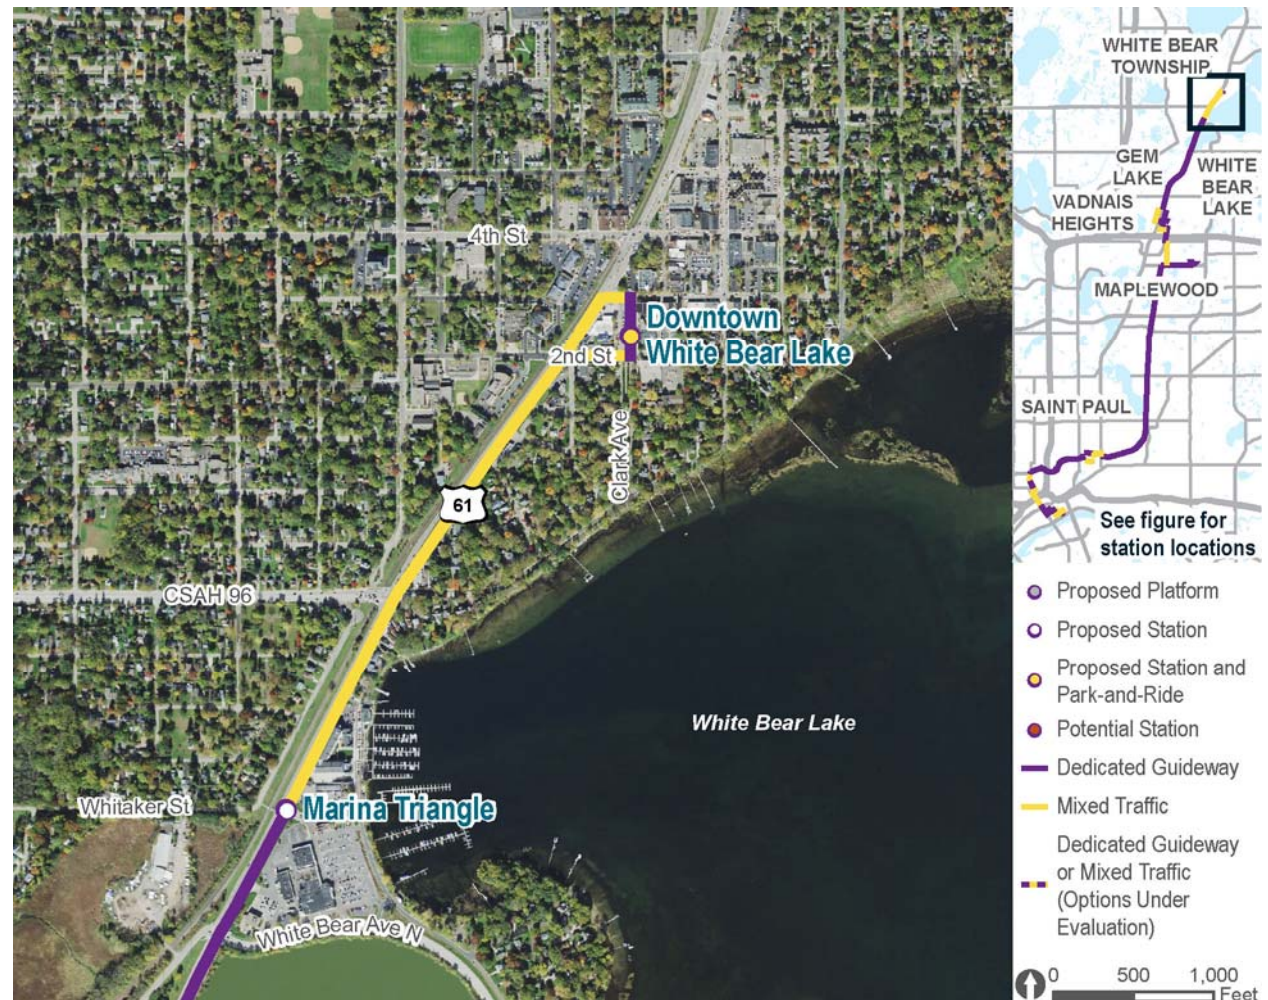 4th St
Downtown
White Bear Lake
2nd St
Clark Ave
61
CSAH 96
White Bear Lake
Whitaker St
Marina Triangle
White Bear Ave N
WHITE BEAR
TOWNSHIP
GEM
LAKE
WHITE
BEAR
LAKE
VADNAIS
HEIGHTS
MAPLEWOOD
SAINT PAUL
See figure for
station locations
Proposed Platform
Proposed Station
Proposed Station and
Park-and-Ride
Potential Station
Dedicated Guideway
Mixed Traffic
Dedicated Guideway
or Mixed Traffic
(Options Under
Evaluation)
0 500 1,000
Feet